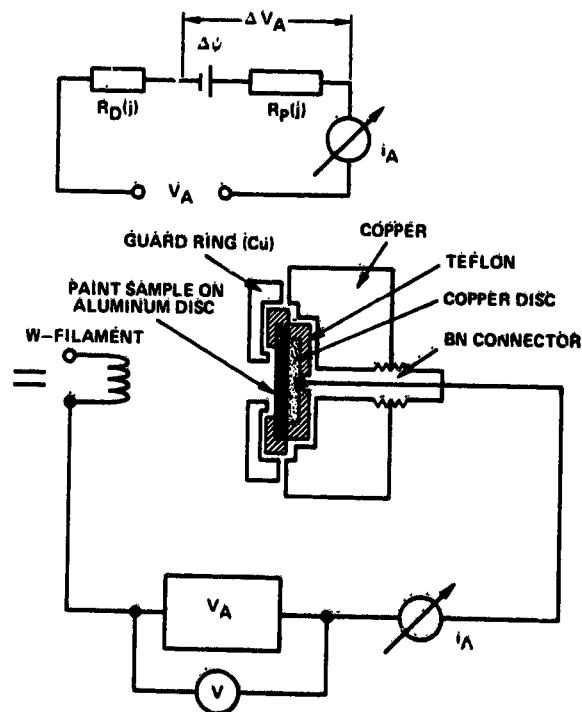 ΔV_A
Δψ
R_D(j)
R_P(j)
i_A
V_A
COPPER
GUARD RING (Cu)
TEFLON
PAINT SAMPLE ON
ALUMINUM DISC
COPPER DISC
W-FILAMENT
BN CONNECTOR
V_A
i_A
V